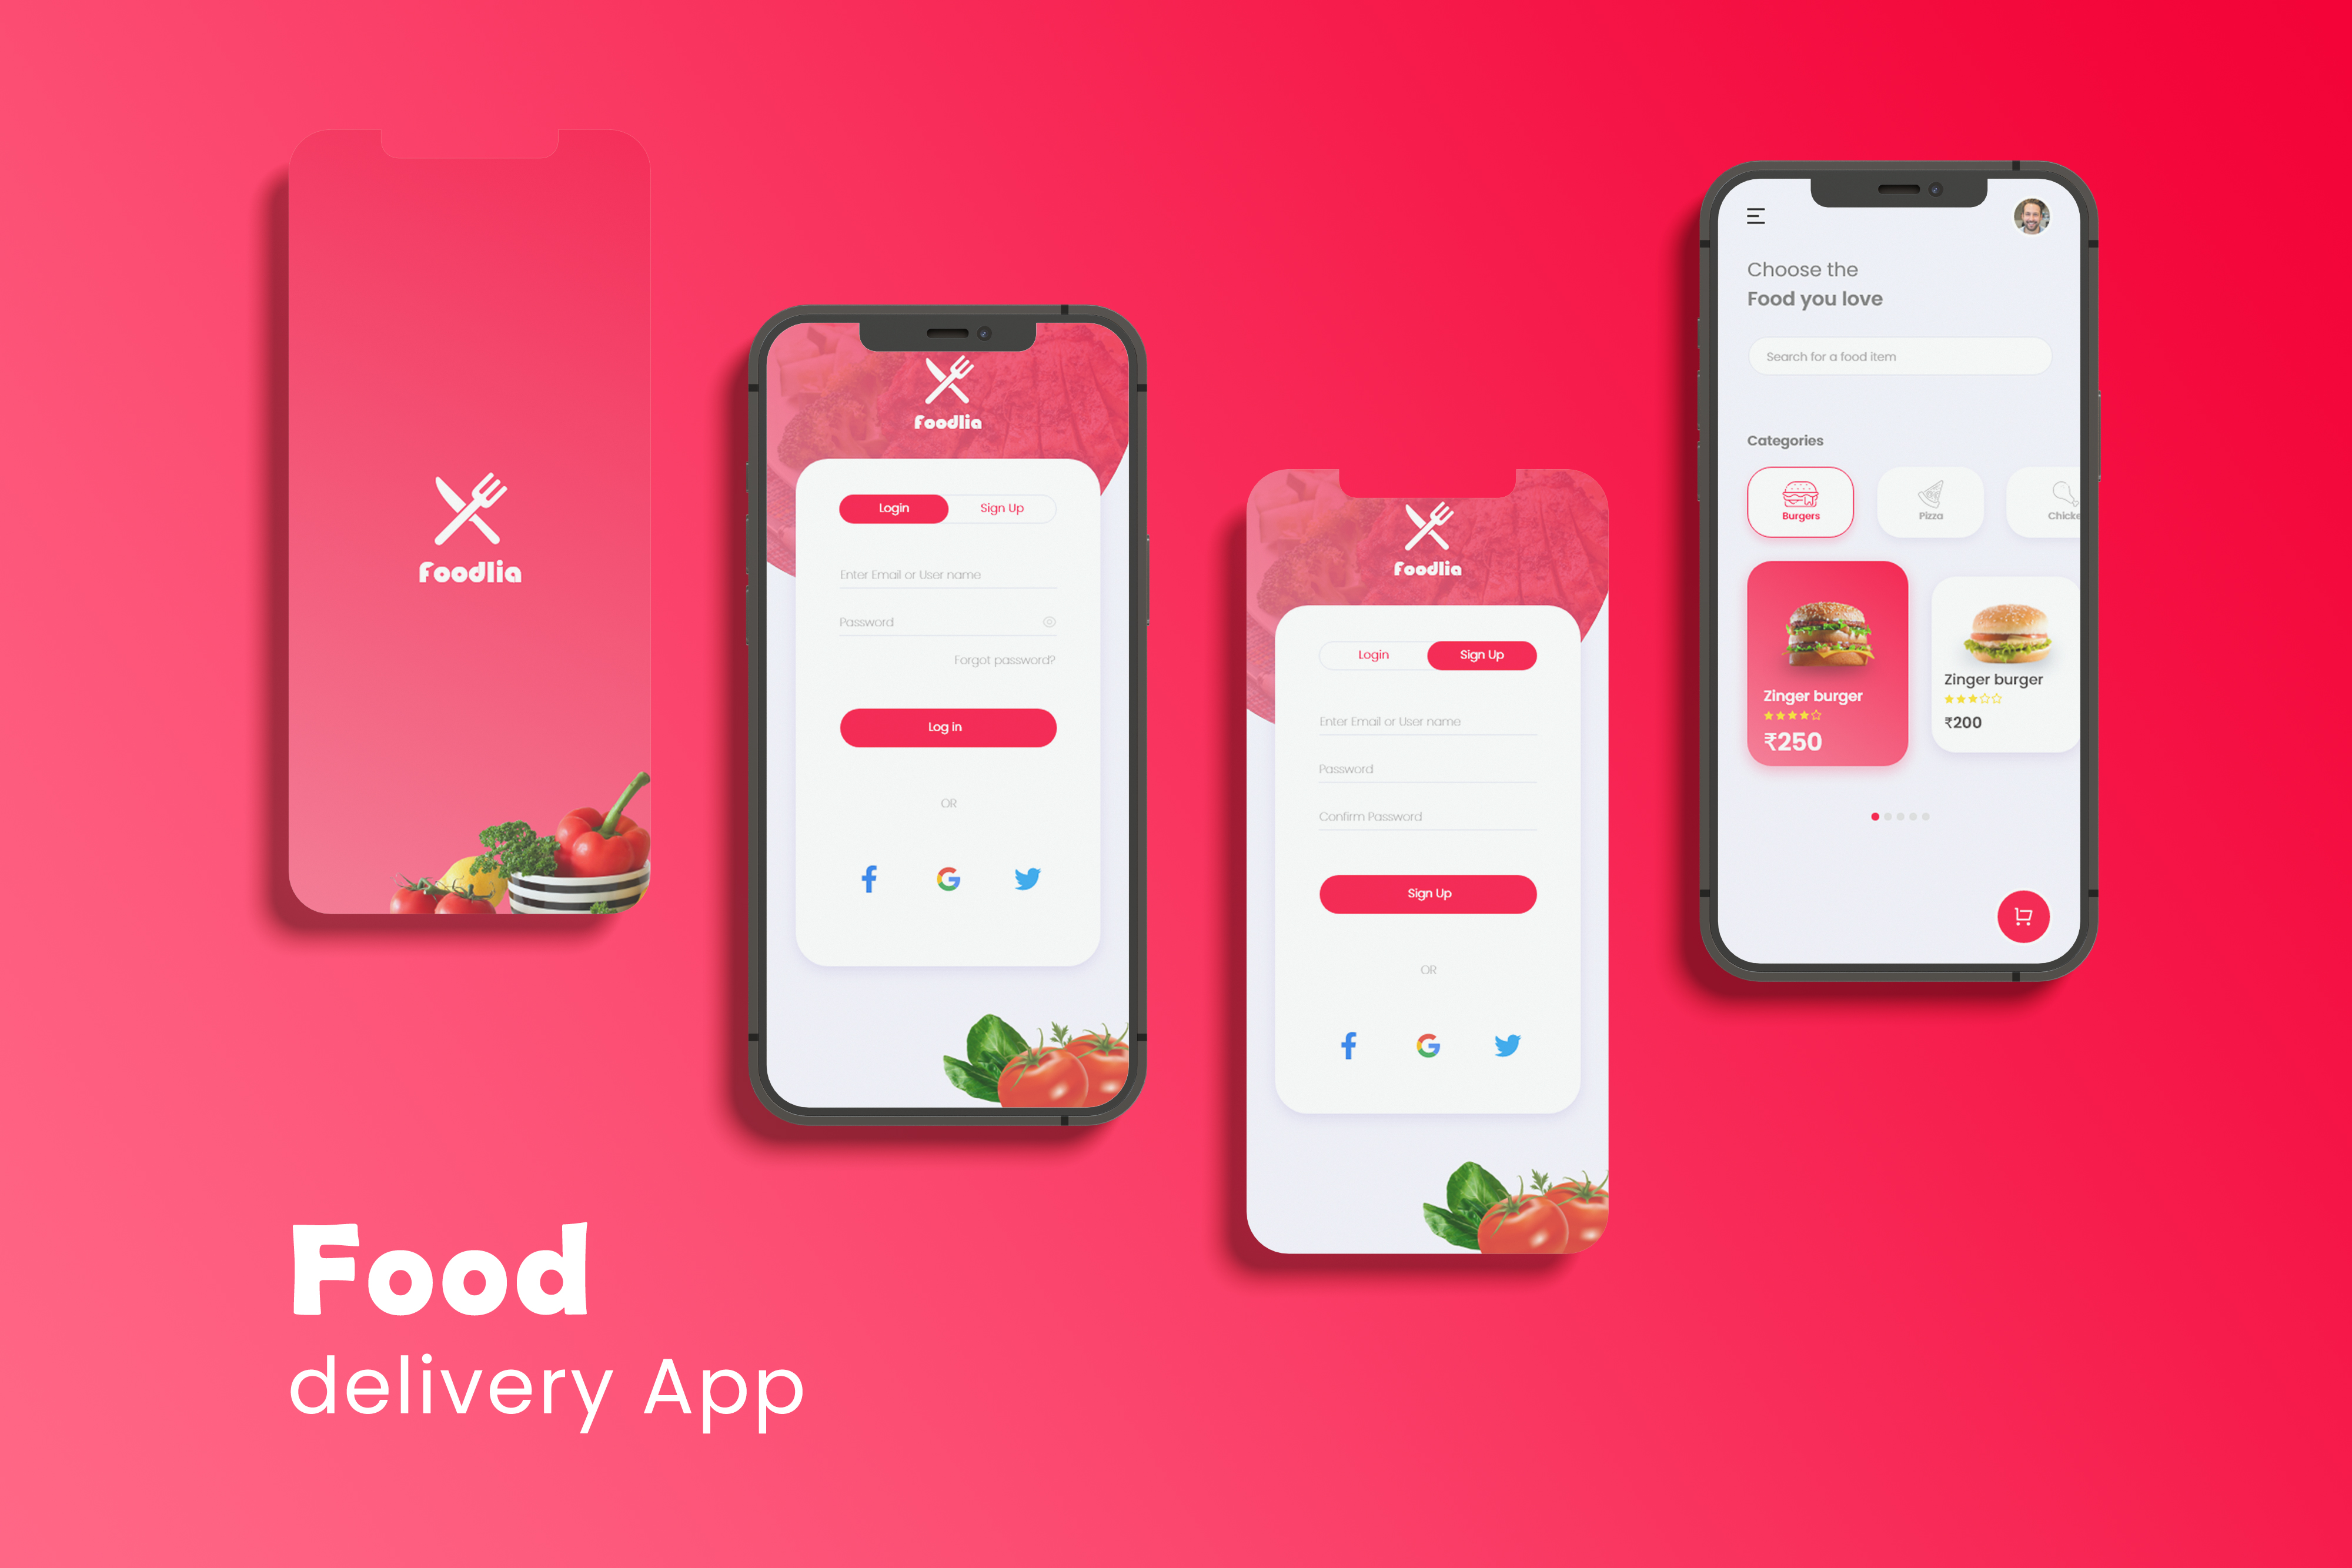 Foodlia
Foodlia
Login
Sign Up
Enter Email or User name
Password
Forgot password?
Log in
OR
Foodlia
Login
Sign Up
Enter Email or User name
Password
Confirm Password
Sign Up
OR
Choose the
Food you love
Search for a food item
Categories
Burgers
Pizza
Chicke
Zinger burger
₹250
Zinger burger
₹200
Food
delivery App